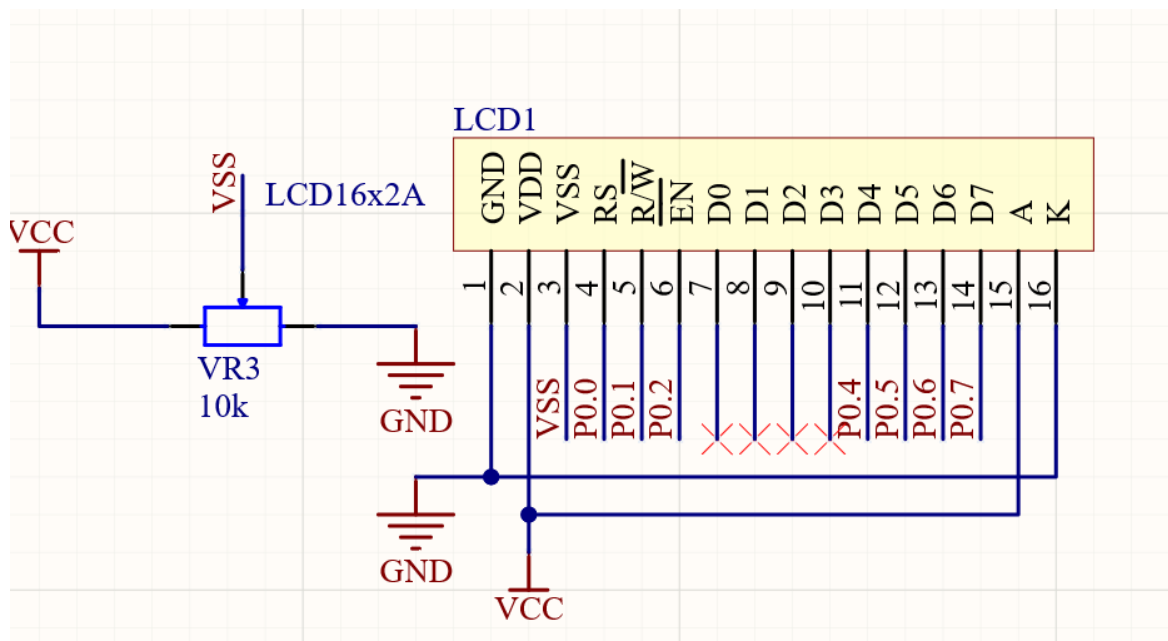 LCD1
VSS
LCD16x2A
VCC
GND VDD VSS RS R/W EN D0 D1 D2 D3 D4 D5 D6 D7 A K
1 2 3 4 5 6 7 8 9 10 11 12 13 14 15 16
VR3
10k
GND
VSS P0.0 P0.1 P0.2 P0.4 P0.5 P0.6 P0.7
GND
VCC